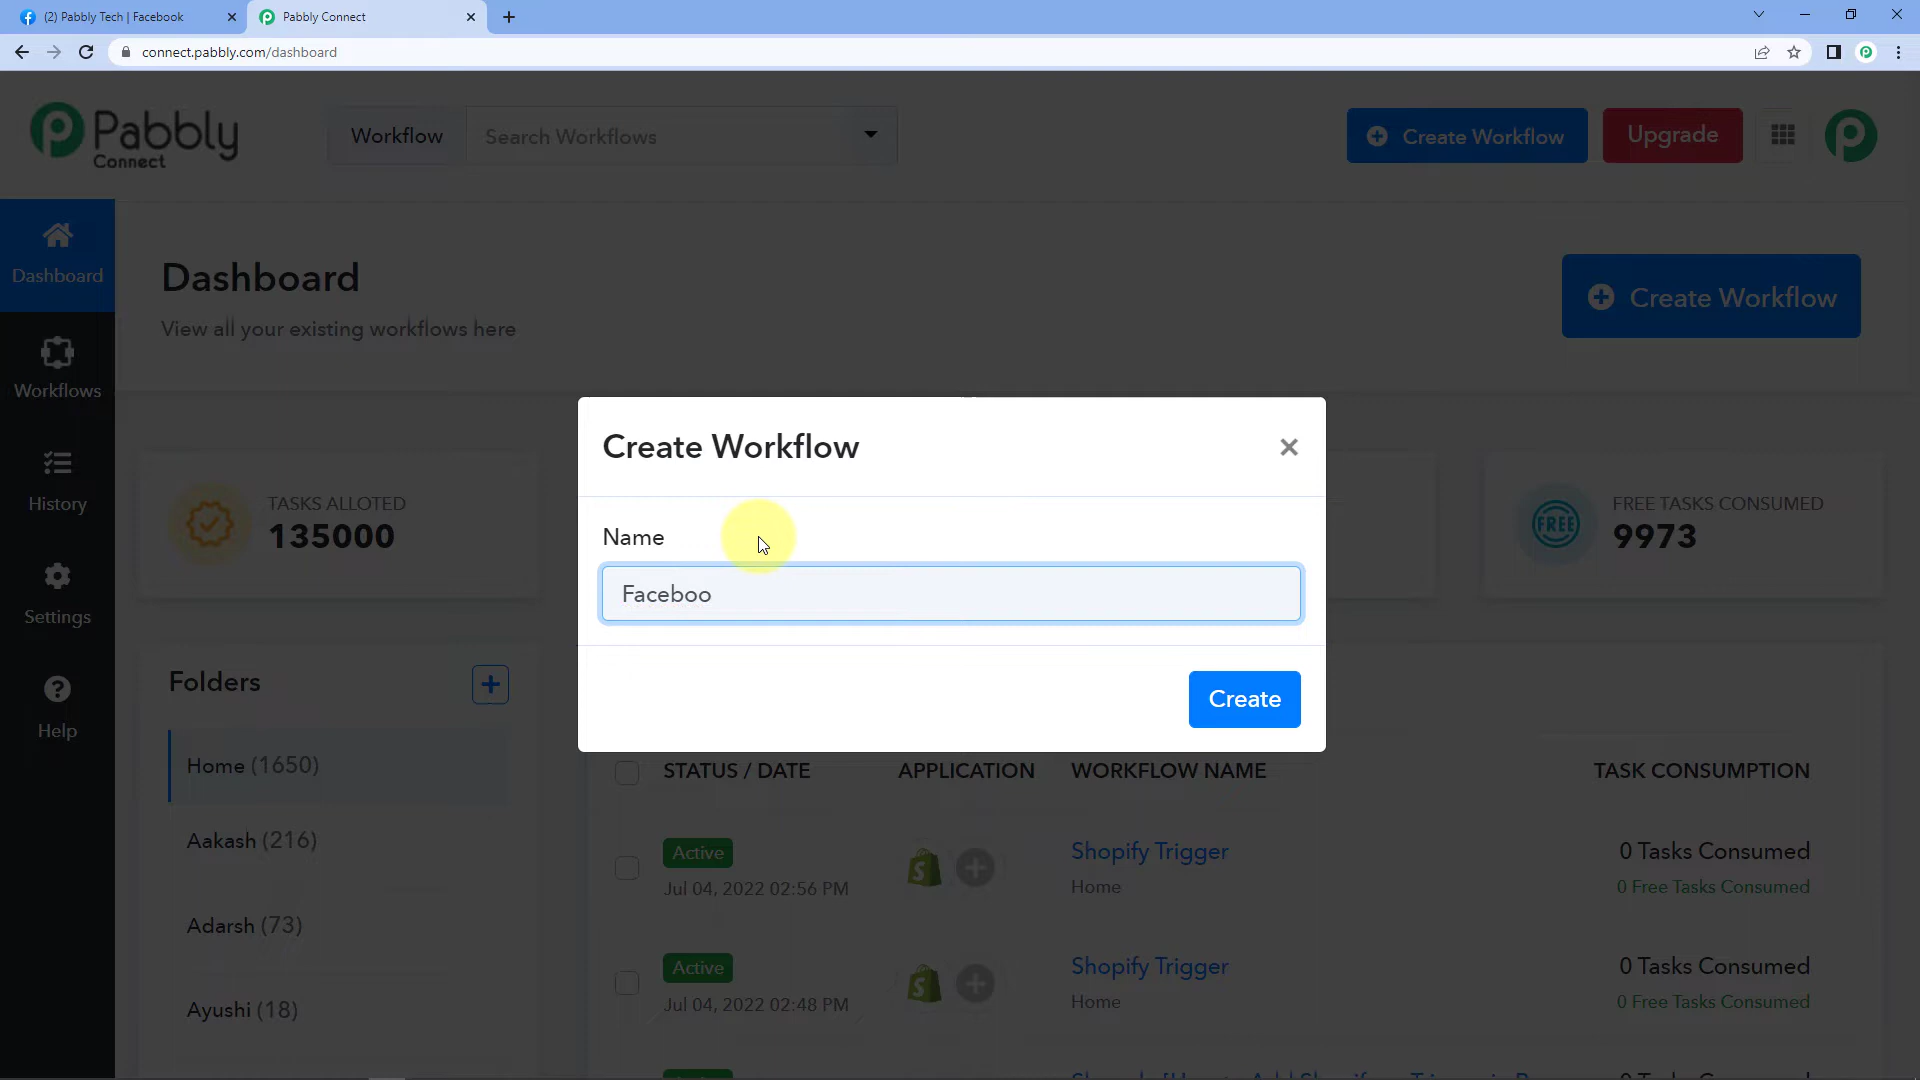 (2) Pabbly Tech | Facebook
Pabbly Connect
connect.pabbly.com/dashboard
Pabbly
Connect
Workflow
Search Workflows
Create Workflow
Upgrade
Dashboard
Workflows
History
Settings
Help
Dashboard
View all your existing workflows here
Create Workflow
TASKS ALLOTED
135000
FREE
FREE TASKS CONSUMED
9973
Create Workflow
Name
Faceboo
Create
Folders
Home (1650)
Aakash (216)
Adarsh (73)
Ayushi (18)
STATUS / DATE APPLICATION WORKFLOW NAME TASK CONSUMPTION
Active
Jul 04, 2022 02:56 PM
Shopify Trigger
Home
0 Tasks Consumed
0 Free Tasks Consumed
Active
Jul 04, 2022 02:48 PM
Shopify Trigger
Home
0 Tasks Consumed
0 Free Tasks Consumed